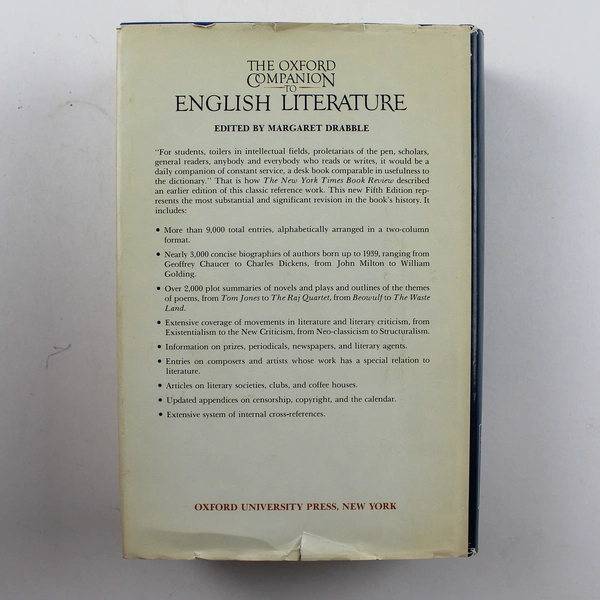 THE OXFORD
COMPANION
TO
ENGLISH LITERATURE
EDITED BY MARGARET DRABBLE
"For students, toilers in intellectual fields, proletariats of the pen, scholars,
general readers, anybody and everybody who reads or writes, it would be a
daily companion of constant service, a desk book comparable in usefulness to
the dictionary." That is how The New York Times Book Review described
an earlier edition of this classic reference work. This new Fifth Edition rep-
resents the most substantial and significant revision in the book's history. It
includes:
• More than 9,000 total entries, alphabetically arranged in a two-column
format.
• Nearly 3,000 concise biographies of authors born up to 1939, ranging from
Geoffrey Chaucer to Charles Dickens, from John Milton to William
Golding.
• Over 2,000 plot summaries of novels and plays and outlines of the themes
of poems, from Tom Jones to The Raj Quartet, from Beowulf to The Waste
Land.
• Extensive coverage of movements in literature and literary criticism, from
Existentialism to the New Criticism, from Neo-classicism to Structuralism.
• Information on prizes, periodicals, newspapers, and literary agents.
• Entries on composers and artists whose work has a special relation to
literature.
• Articles on literary societies, clubs, and coffee houses.
• Updated appendices on censorship, copyright, and the calendar.
• Extensive system of internal cross-references.
OXFORD UNIVERSITY PRESS, NEW YORK